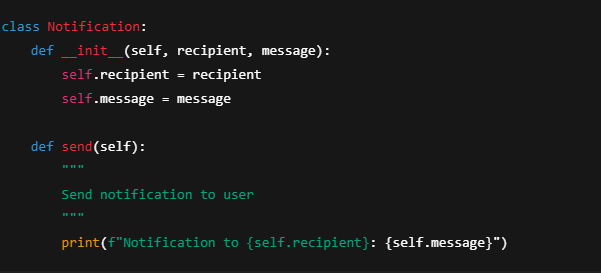 class Notification:
    def __init__(self, recipient, message):
        self.recipient = recipient
        self.message = message

    def send(self):
        """
        Send notification to user
        """
        print(f"Notification to {self.recipient}: {self.message}")